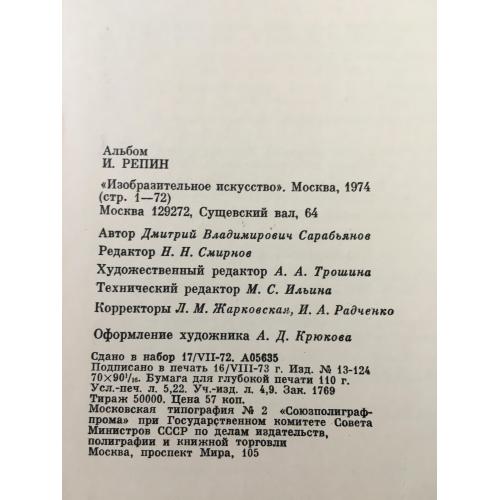 Альбом
И. РЕПИН
«Изобразительное искусство». Москва, 1974
(стр. 1—72)
Москва 129272, Сущевский вал, 64
Автор Дмитрий Владимирович Сарабьянов
Редактор Н. Н. Смирнов
Художественный редактор А. А. Трошина
Технический редактор М. С. Ильина
Корректоры Л. М. Жарковская, И. А. Радченко
Оформление художника А. Д. Крюкова
Сдано в набор 17/VII-72. А05635
Подписано в печать 16/VIII-73 г. Изд. № 13-124
70×90¹/₁₆. Бумага для глубокой печати 110 г.
Усл.-печ. л. 5,22. Уч.-изд. л. 4,9. Зак. 1769
Тираж 50000. Цена 57 коп.
Московская типография № 2 «Союзполиграф-
прома» при Государственном комитете Совета
Министров СССР по делам издательств,
полиграфии и книжной торговли
Москва, проспект Мира, 105